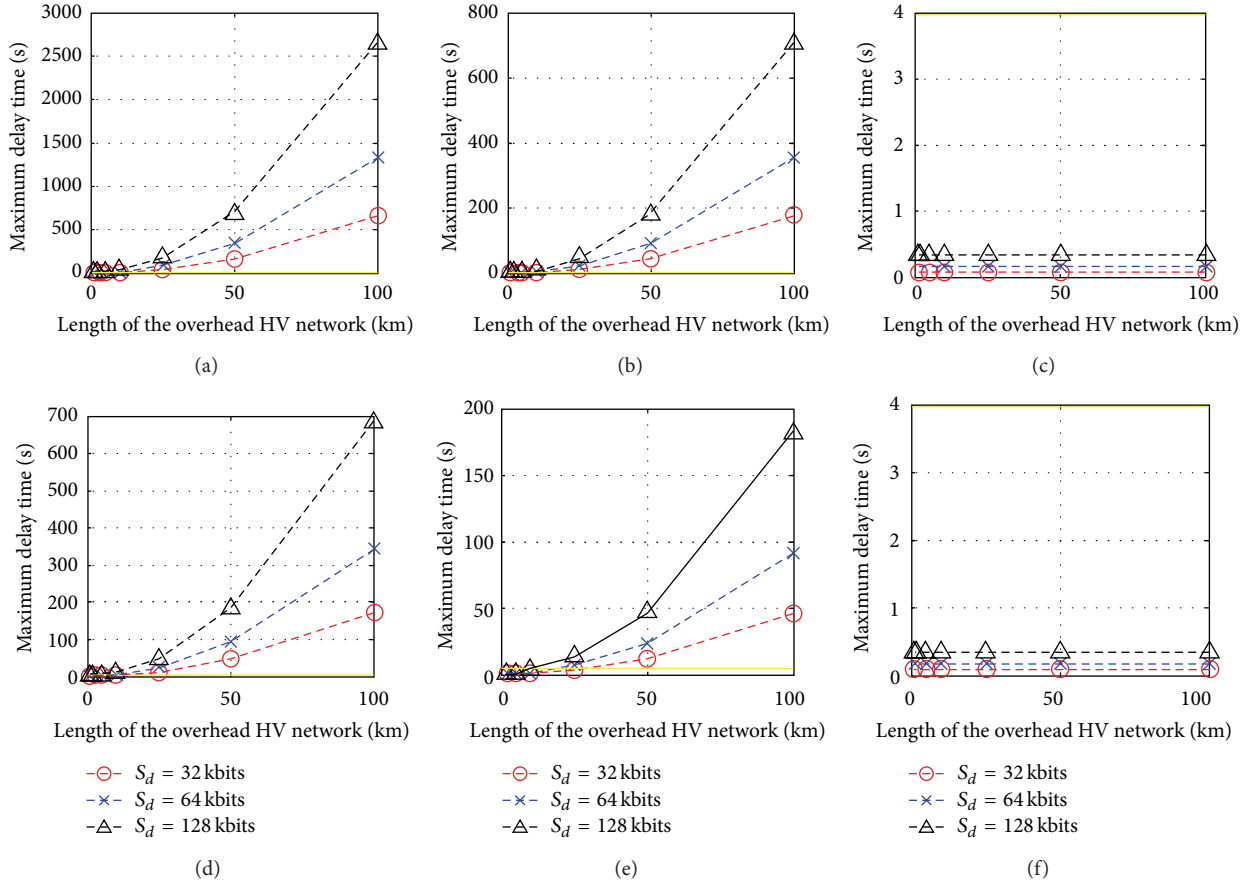 3000
2500
2000
1500
1000
500
0
Maximum delay time (s)
0 50 100
Length of the overhead HV network (km)
(a)
800
600
400
200
0
Maximum delay time (s)
0 50 100
Length of the overhead HV network (km)
(b)
4
4
2
1
0
Maximum delay time (s)
0 50 100
Length of the overhead HV network (km)
(c)
700
600
500
400
300
200
100
0
Maximum delay time (s)
0 50 100
Length of the overhead HV network (km)
S_d = 32 kbits
S_d = 64 kbits
S_d = 128 kbits
(d)
200
150
100
50
0
Maximum delay time (s)
0 50 100
Length of the overhead HV network (km)
S_d = 32 kbits
S_d = 64 kbits
S_d = 128 kbits
(e)
4
4
2
1
0
Maximum delay time (s)
0 50 100
Length of the overhead HV network (km)
S_d = 32 kbits
S_d = 64 kbits
S_d = 128 kbits
(f)